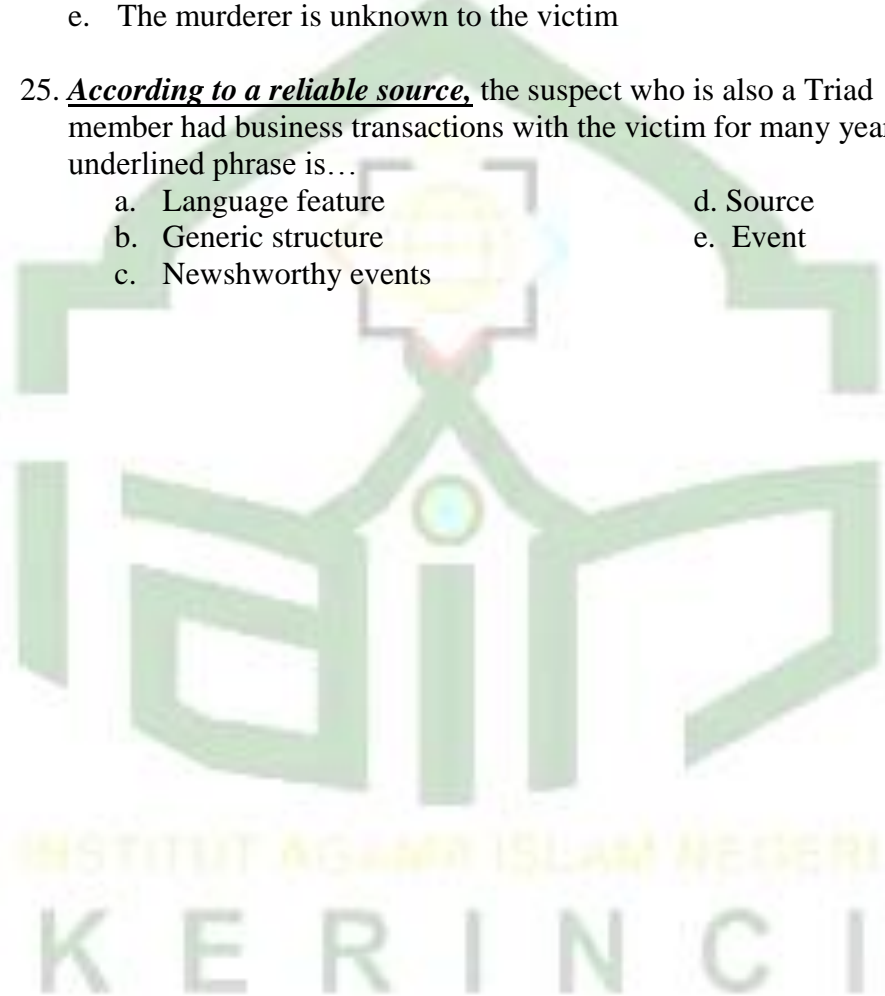 e. The murderer is unknown to the victim
25. According to a reliable source, the suspect who is also a Triad
member had business transactions with the victim for many year
underlined phrase is…
a. Language feature d. Source
b. Generic structure e. Event
c. Newshworthy events
INSTITUT AGAMA ISLAM NEGERI
KERINCI